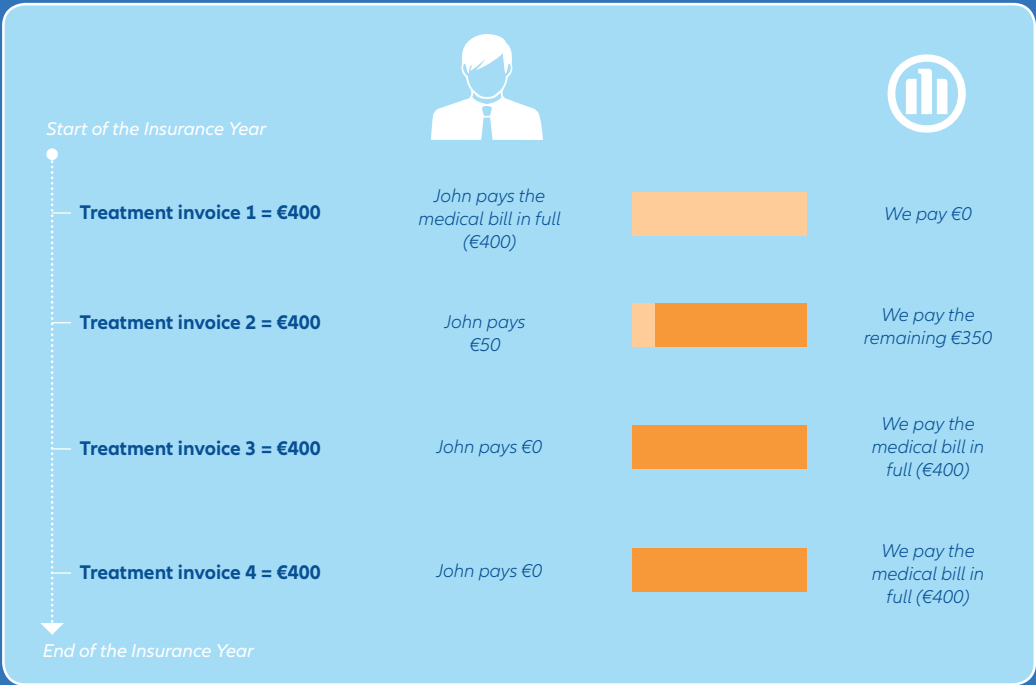 Start of the Insurance Year
Treatment invoice 1 = €400
John pays the
medical bill in full
(€400)
We pay €0
Treatment invoice 2 = €400
John pays
€50
We pay the
remaining €350
Treatment invoice 3 = €400
John pays €0
We pay the
medical bill in
full (€400)
Treatment invoice 4 = €400
John pays €0
We pay the
medical bill in
full (€400)
End of the Insurance Year